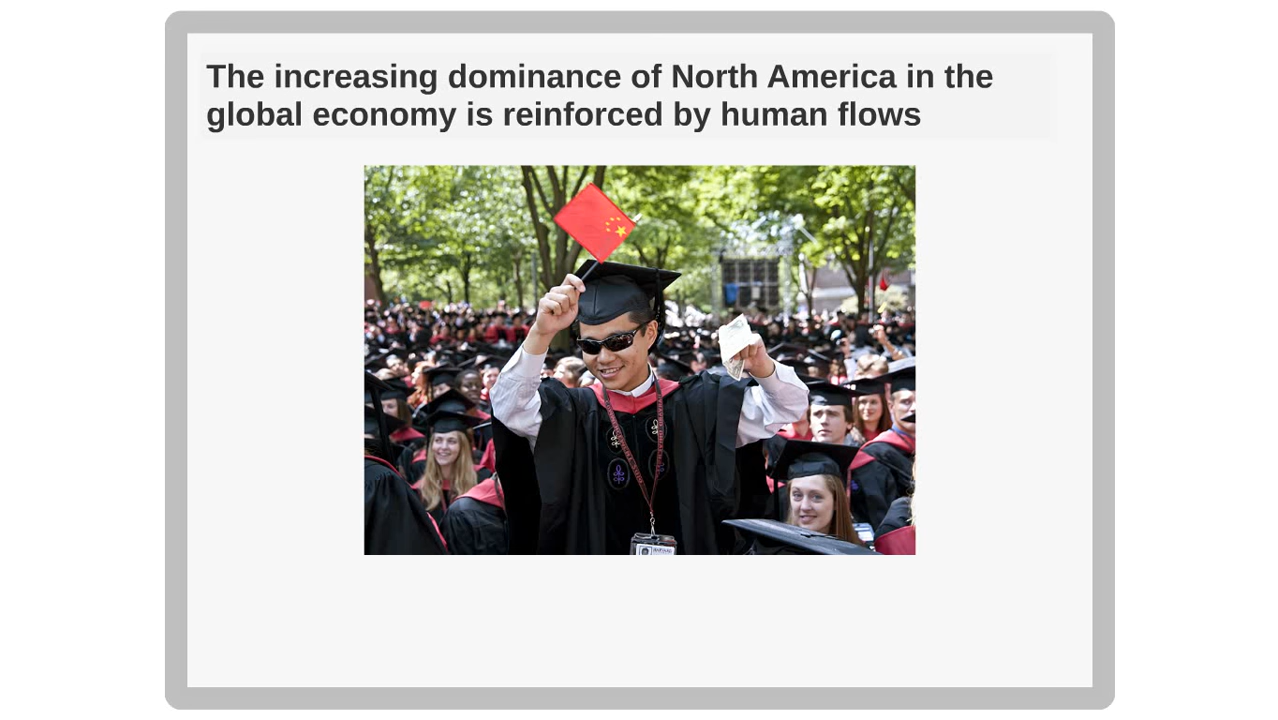 The increasing dominance of North America in the
global economy is reinforced by human flows